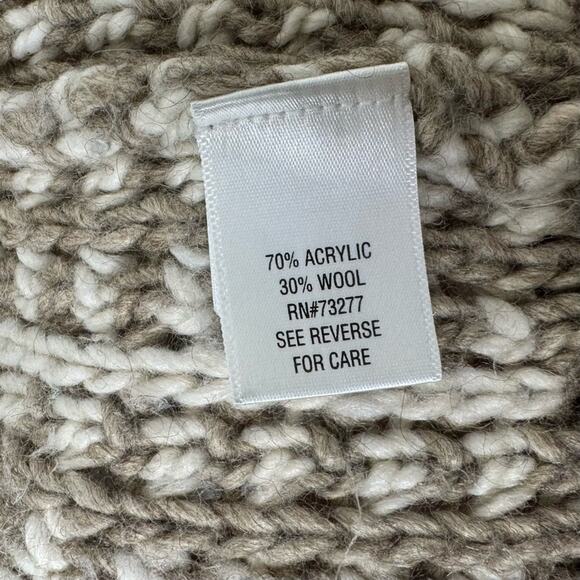 70% ACRYLIC
30% WOOL
RN#73277
SEE REVERSE
FOR CARE